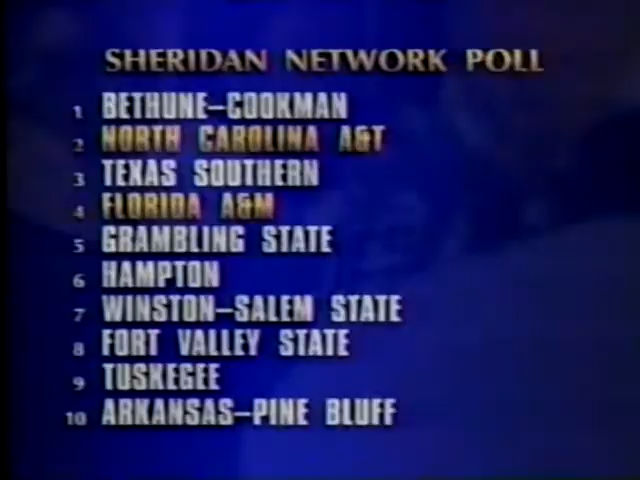 SHERIDAN NETWORK POLL
1 BETHUNE-COOKMAN
2 NORTH CAROLINA A&T
3 TEXAS SOUTHERN
4 FLORIDA A&M
5 GRAMBLING STATE
6 HAMPTON
7 WINSTON-SALEM STATE
8 FORT VALLEY STATE
9 TUSKEGEE
10 ARKANSAS-PINE BLUFF